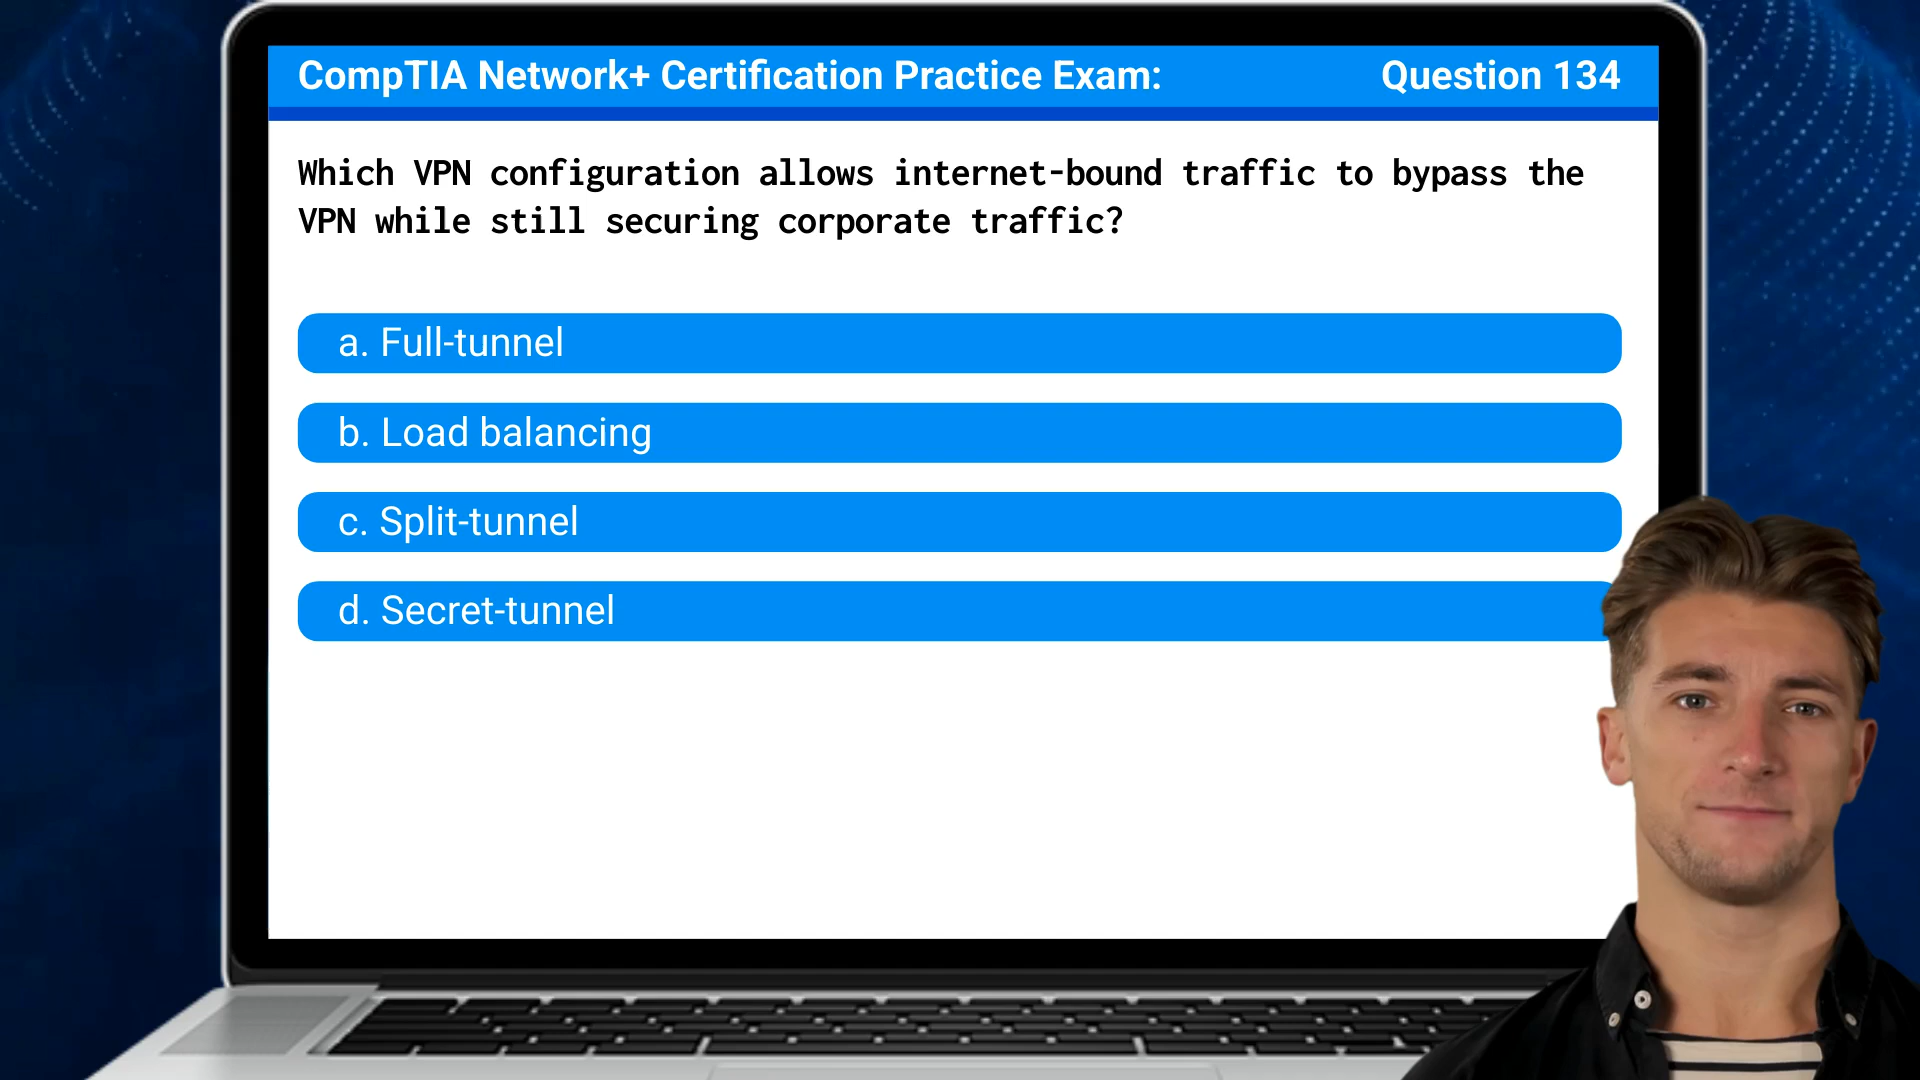 CompTIA Network+ Certification Practice Exam:
Question 134
Which VPN configuration allows internet-bound traffic to bypass the
VPN while still securing corporate traffic?
a. Full-tunnel
b. Load balancing
c. Split-tunnel
d. Secret-tunnel